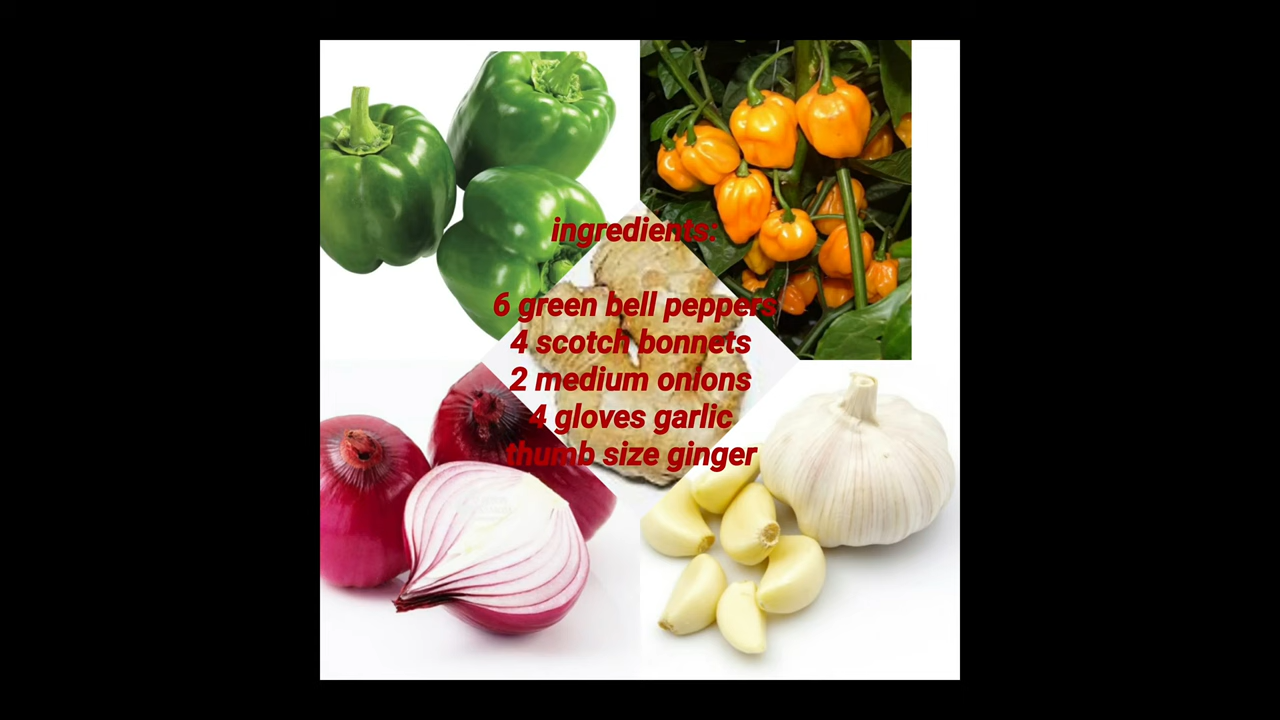 ingredients:
6 green bell peppers
4 scotch bonnets
2 medium onions
4 gloves garlic
thumb size ginger